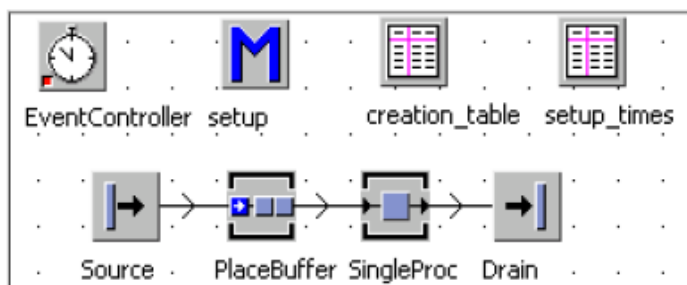 M
EventController setup creation_table setup_times
Source PlaceBuffer SingleProc Drain